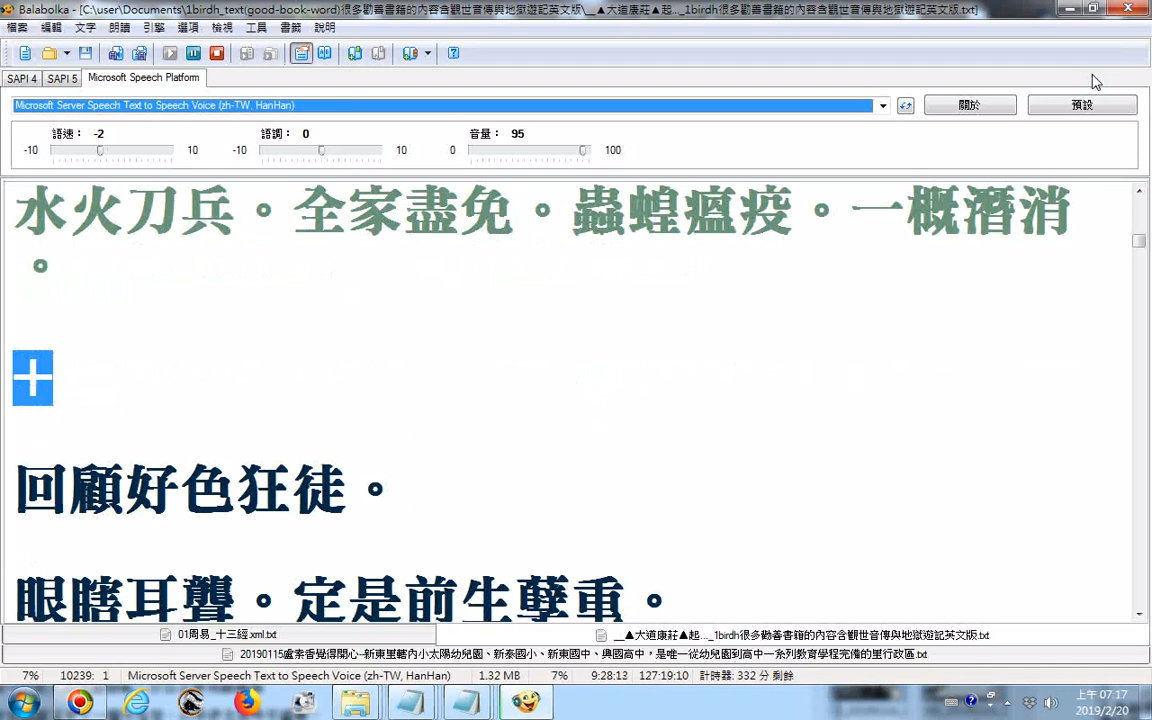 Balabolka - [C:\user\Documents\1birdh_text(good-book-word)很多勸善書籍的內容含觀世音傳與地獄遊記英文版\__▲大道康莊▲起..._1birdh很多勸善書籍的內容含觀世音傳與地獄遊記英文版.txt]
檔案 編輯 文字 朗讀 引擎 選項 檢視 工具 書籤 說明
SAPI 4 SAPI 5 Microsoft Speech Platform
Microsoft Server Speech Text to Speech Voice (zh-TW, HanHan) 關於 預設
語速： -2 語調： 0 音量： 95
-10 10 -10 10 0 100
水火刀兵。全家盡免。蟲蝗瘟疫。一概潛消
。
+
回顧好色狂徒。
眼瞎耳聾。定是前生孽重。
01周易_十三經.xml.txt __▲大道康莊▲起..._1birdh很多勸善書籍的內容含觀世音傳與地獄遊記英文版.txt
20190115盧素香覺得開心-新東里轄內小太陽幼兒園、新泰國小、新東國中、興國高中，是唯一從幼兒園到高中一系列教育學程完備的里行政區.txt
7% 10239: 1 Microsoft Server Speech Text to Speech Voice (zh-TW, HanHan) 1.32 MB 7% 9:28:13 127:19:10 計時器: 332 分 剩餘
上午 07:17
2019/2/20